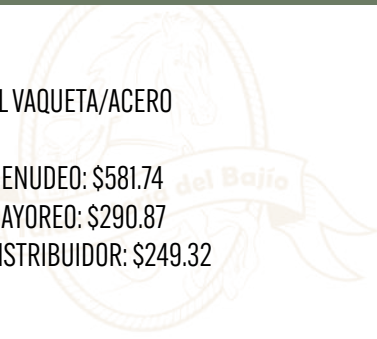 L VAQUETA/ACERO
ENUDEO: $581.74
AYOREO: $290.87
ISTRIBUIDOR: $249.32
del Bajío